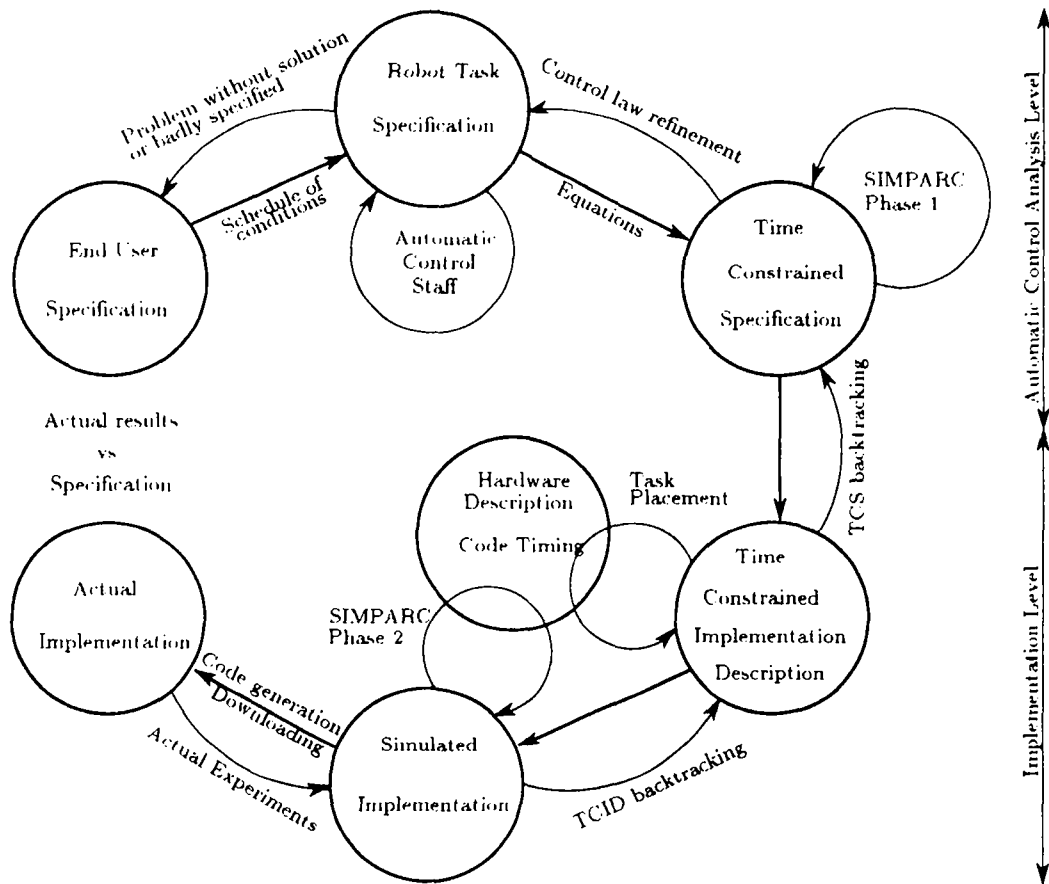 Problem without solution
or badly specified
Robot Task
Specification
Control law refinement
SIMPARC
Phase 1
Schedule of
conditions
Equations
End User
Specification
Automatic
Control
Staff
Time
Constrained
Specification
Automatic Control Analysis Level
TCS backtracking
Actual results
vs
Specification
Hardware
Description
Code Timing
Task
Placement
Time
Constrained
Implementation
Description
Actual
Implementation
SIMPARC
Phase 2
Code generation
Downloading
Actual Experiments
Simulated
Implementation
TCID backtracking
Implementation Level